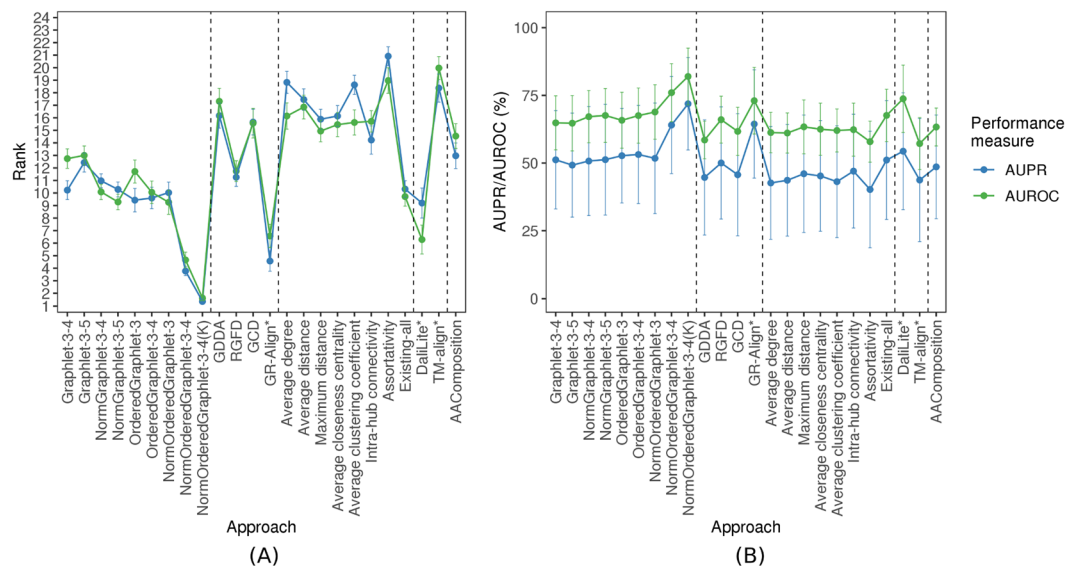 24
23
22
21
20
19
18
17
16
15
14
13
12
11
10
9
8
7
6
5
4
3
2
1
Rank
Graphlet-3-4
Graphlet-3-5
NormGraphlet-3-4
NormGraphlet-3-5
OrderedGraphlet-3
OrderedGraphlet-3-4
NormOrderedGraphlet-3
NormOrderedGraphlet-3-4
NormOrderedGraphlet-3-4(K)
GDDA
RGFD
GCD
GR-Align*
Average degree
Average distance
Maximum distance
Average closeness centrality
Average clustering coefficient
Intra-hub connectivity
Assortativity
Existing-all
DaliLite*
TM-align*
AAComposition
Approach
(A)
100
75
50
25
0
AUPR/AUROC (%)
Graphlet-3-4
Graphlet-3-5
NormGraphlet-3-4
NormGraphlet-3-5
OrderedGraphlet-3
OrderedGraphlet-3-4
NormOrderedGraphlet-3
NormOrderedGraphlet-3-4
NormOrderedGraphlet-3-4(K)
GDDA
RGFD
GCD
GR-Align*
Average degree
Average distance
Maximum distance
Average closeness centrality
Average clustering coefficient
Intra-hub connectivity
Assortativity
Existing-all
DaliLite*
TM-align*
AAComposition
Approach
(B)
Performance
measure
AUPR
AUROC